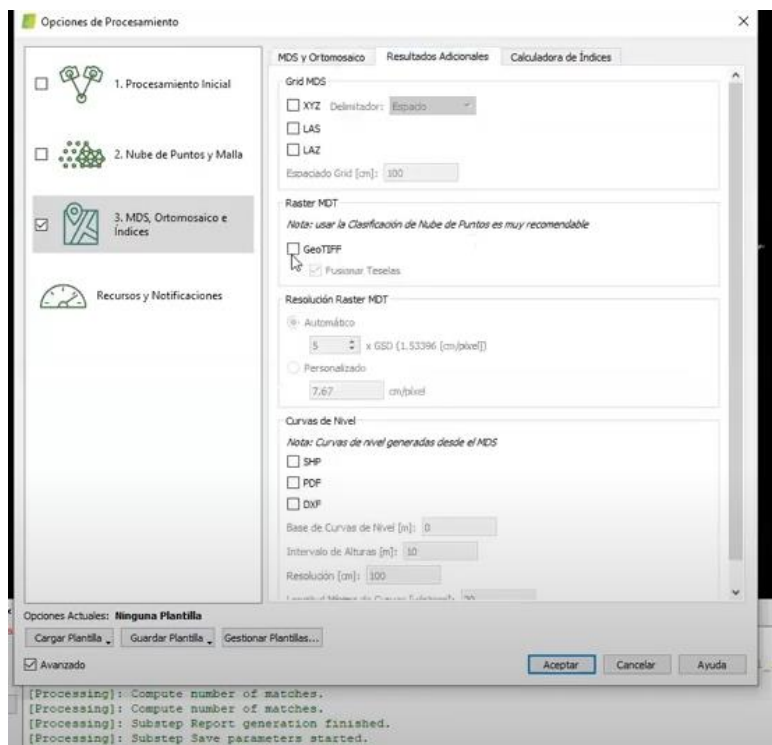 Opciones de Procesamiento
1. Procesamiento Inicial
2. Nube de Puntos y Malla
3. MDS, Ortomosaico e
Índices
Recursos y Notificaciones
MDS y Ortomosaico
Resultados Adicionales
Calculadora de Índices
Grid MDS
XYZ Delimitador: Espacio
LAS
LAZ
Espaciado Grid [cm]: 100
Raster MDT
Nota: usar la Clasificación de Nube de Puntos es muy recomendable
GeoTIFF
Fusionar Teselas
Resolución Raster MDT
Automático
5 x GSD (1.53396 [cm/pixel])
Personalizado
7,67 cm/pixel
Curvas de Nivel
Nota: Curvas de nivel generadas desde el MDS
SHP
PDF
DXF
Base de Curvas de Nivel [m]: 0
Intervalo de Alturas [m]: 10
Resolución [cm]: 100
Opciones Actuales: Ninguna Plantilla
Cargar Plantilla
Guardar Plantilla
Gestionar Plantillas...
Avanzado
Aceptar
Cancelar
Ayuda
[Processing]: Compute number of matches.
[Processing]: Compute number of matches.
[Processing]: Substep Report generation finished.
[Processing]: Substep Save parameters started.